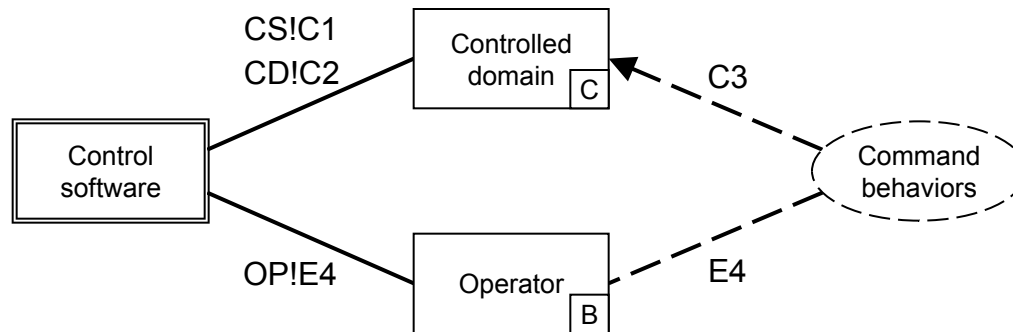 CS!C1
CD!C2
Controlled
domain
C
C3
Control
software
Command
behaviors
OP!E4
Operator
B
E4